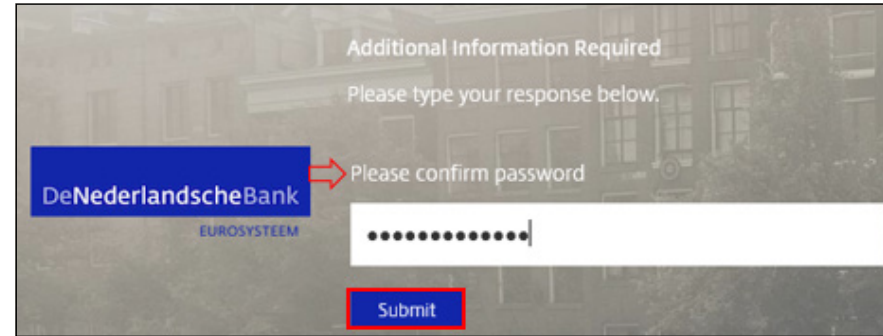 Additional Information Required
Please type your response below.
Please confirm password
DeNederlandscheBank
EUROSYSTEEM
•••••••••••••
Submit